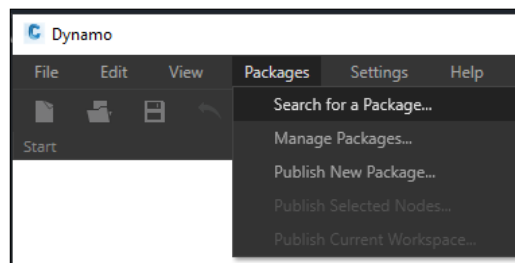 Dynamo
File Edit View Packages Settings Help
Search for a Package...
Start
Manage Packages...
Publish New Package...
Publish Selected Nodes...
Publish Current Workspace...